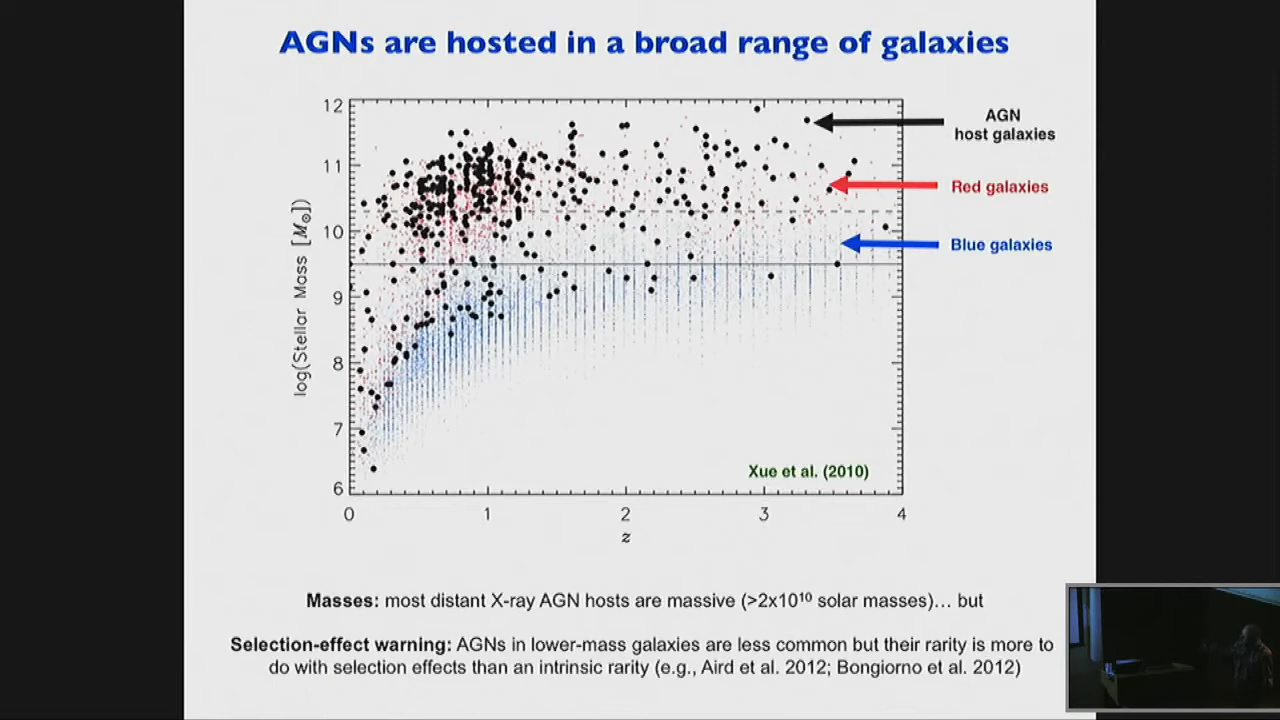 AGNs are hosted in a broad range of galaxies
12
11
10
9
8
7
6
log(Stellar Mass [M⊙])
0 1 2 3 4
z
AGN
host galaxies
Red galaxies
Blue galaxies
Xue et al. (2010)
Masses: most distant X-ray AGN hosts are massive (>2x10¹⁰ solar masses)… but
Selection-effect warning: AGNs in lower-mass galaxies are less common but their rarity is more to
do with selection effects than an intrinsic rarity (e.g., Aird et al. 2012; Bongiorno et al. 2012)